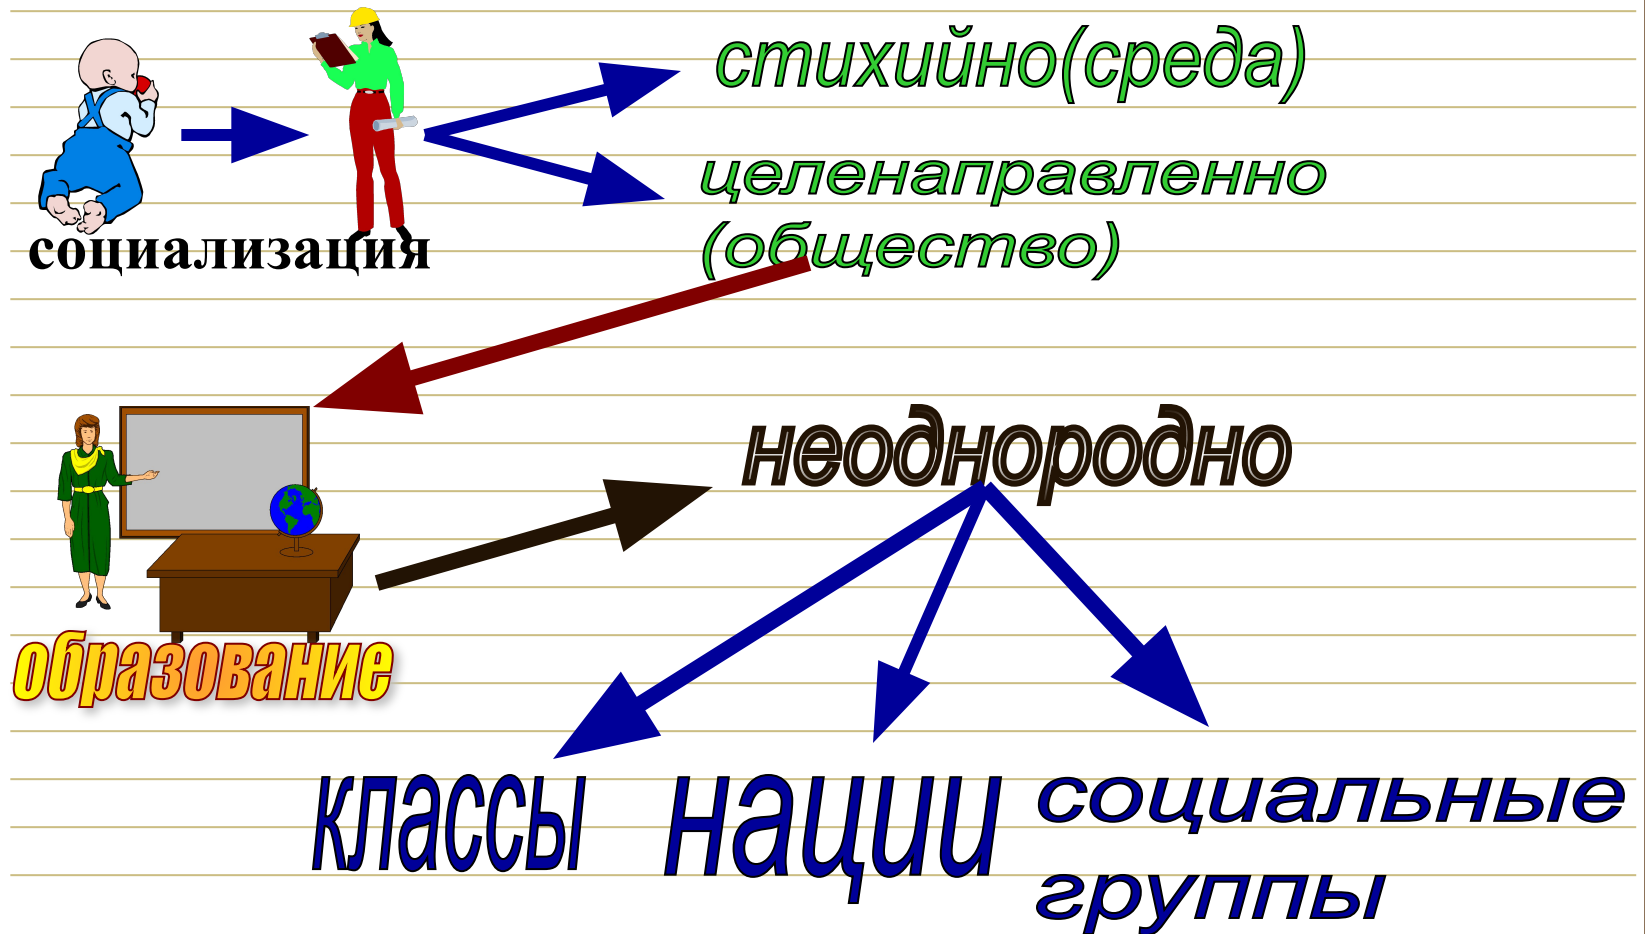 стихийно(среда)
целенаправленно
(общество)
социализация
неоднородно
образование
классы
нации
социальные
группы